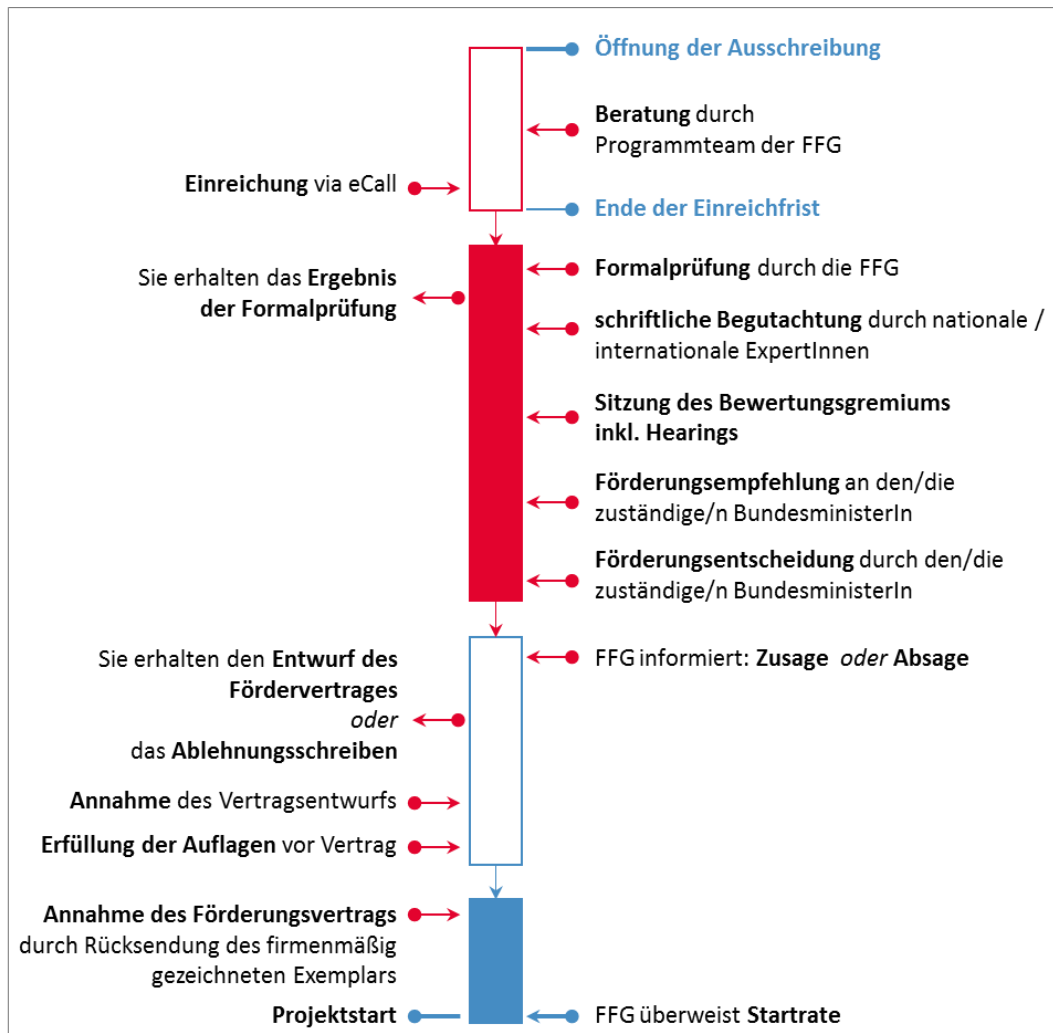 Öffnung der Ausschreibung
Beratung durch
Programmteam der FFG
Einreichung via eCall
Ende der Einreichfrist
Formalprüfung durch die FFG
Sie erhalten das Ergebnis
der Formalprüfung
schriftliche Begutachtung durch nationale /
internationale ExpertInnen
Sitzung des Bewertungsgremiums
inkl. Hearings
Förderungsempfehlung an den/die
zuständige/n BundesministerIn
Förderungsentscheidung durch den/die
zuständige/n BundesministerIn
FFG informiert: Zusage oder Absage
Sie erhalten den Entwurf des
Fördervertrages
oder
das Ablehnungsschreiben
Annahme des Vertragsentwurfs
Erfüllung der Auflagen vor Vertrag
Annahme des Förderungsvertrags
durch Rücksendung des firmenmäßig
gezeichneten Exemplars
Projektstart
FFG überweist Startrate